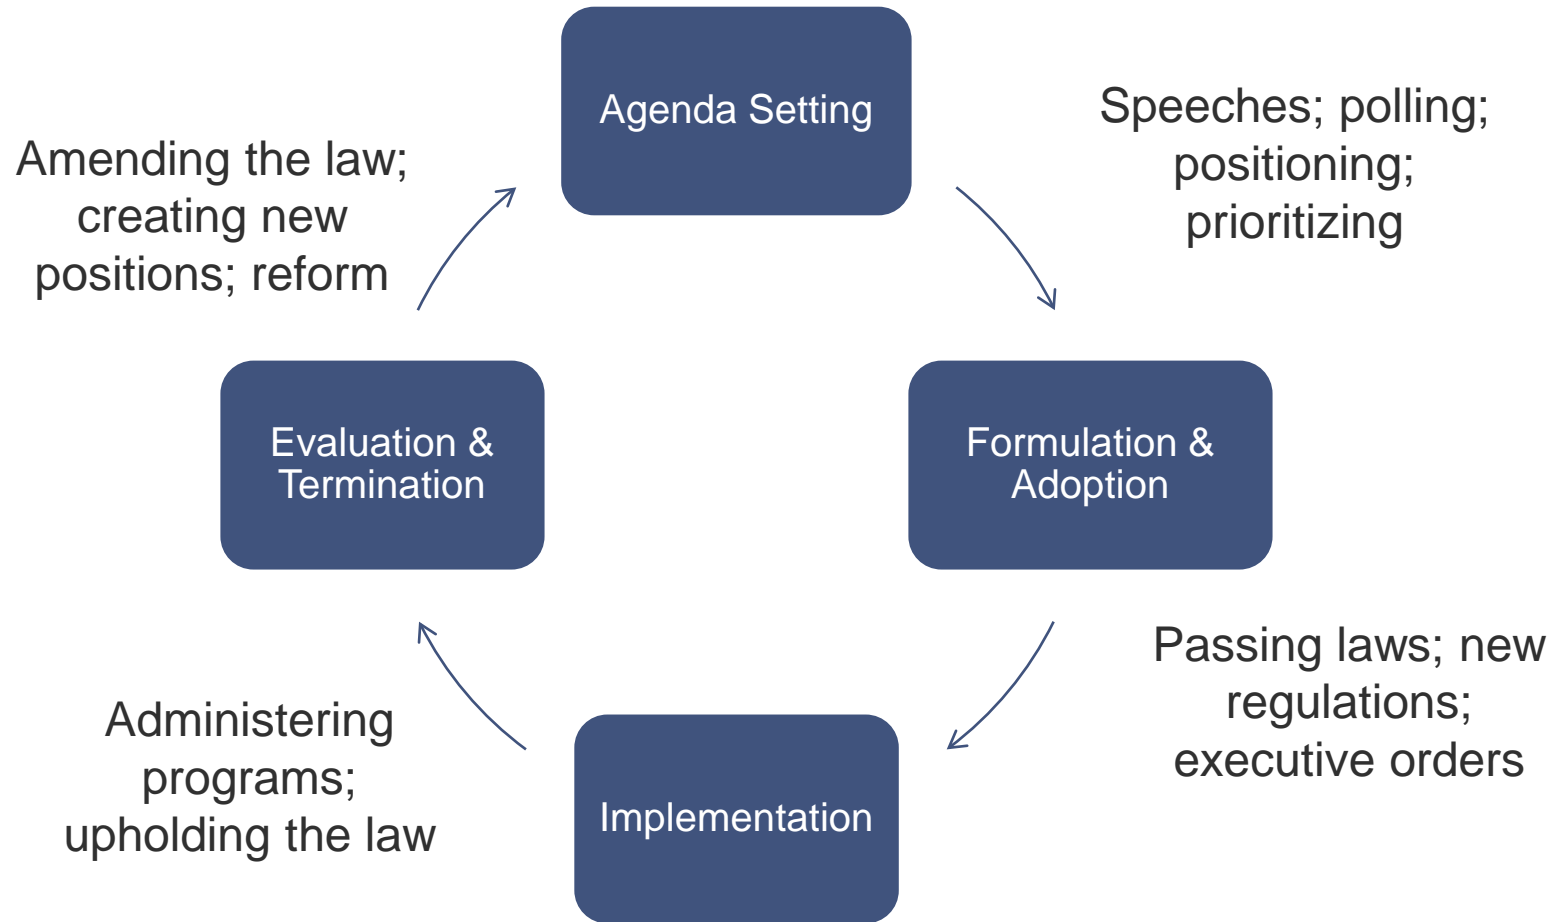 Agenda Setting
Speeches; polling;
positioning;
prioritizing
Formulation &
Adoption
Passing laws; new
regulations;
executive orders
Implementation
Administering
programs;
upholding the law
Evaluation &
Termination
Amending the law;
creating new
positions; reform